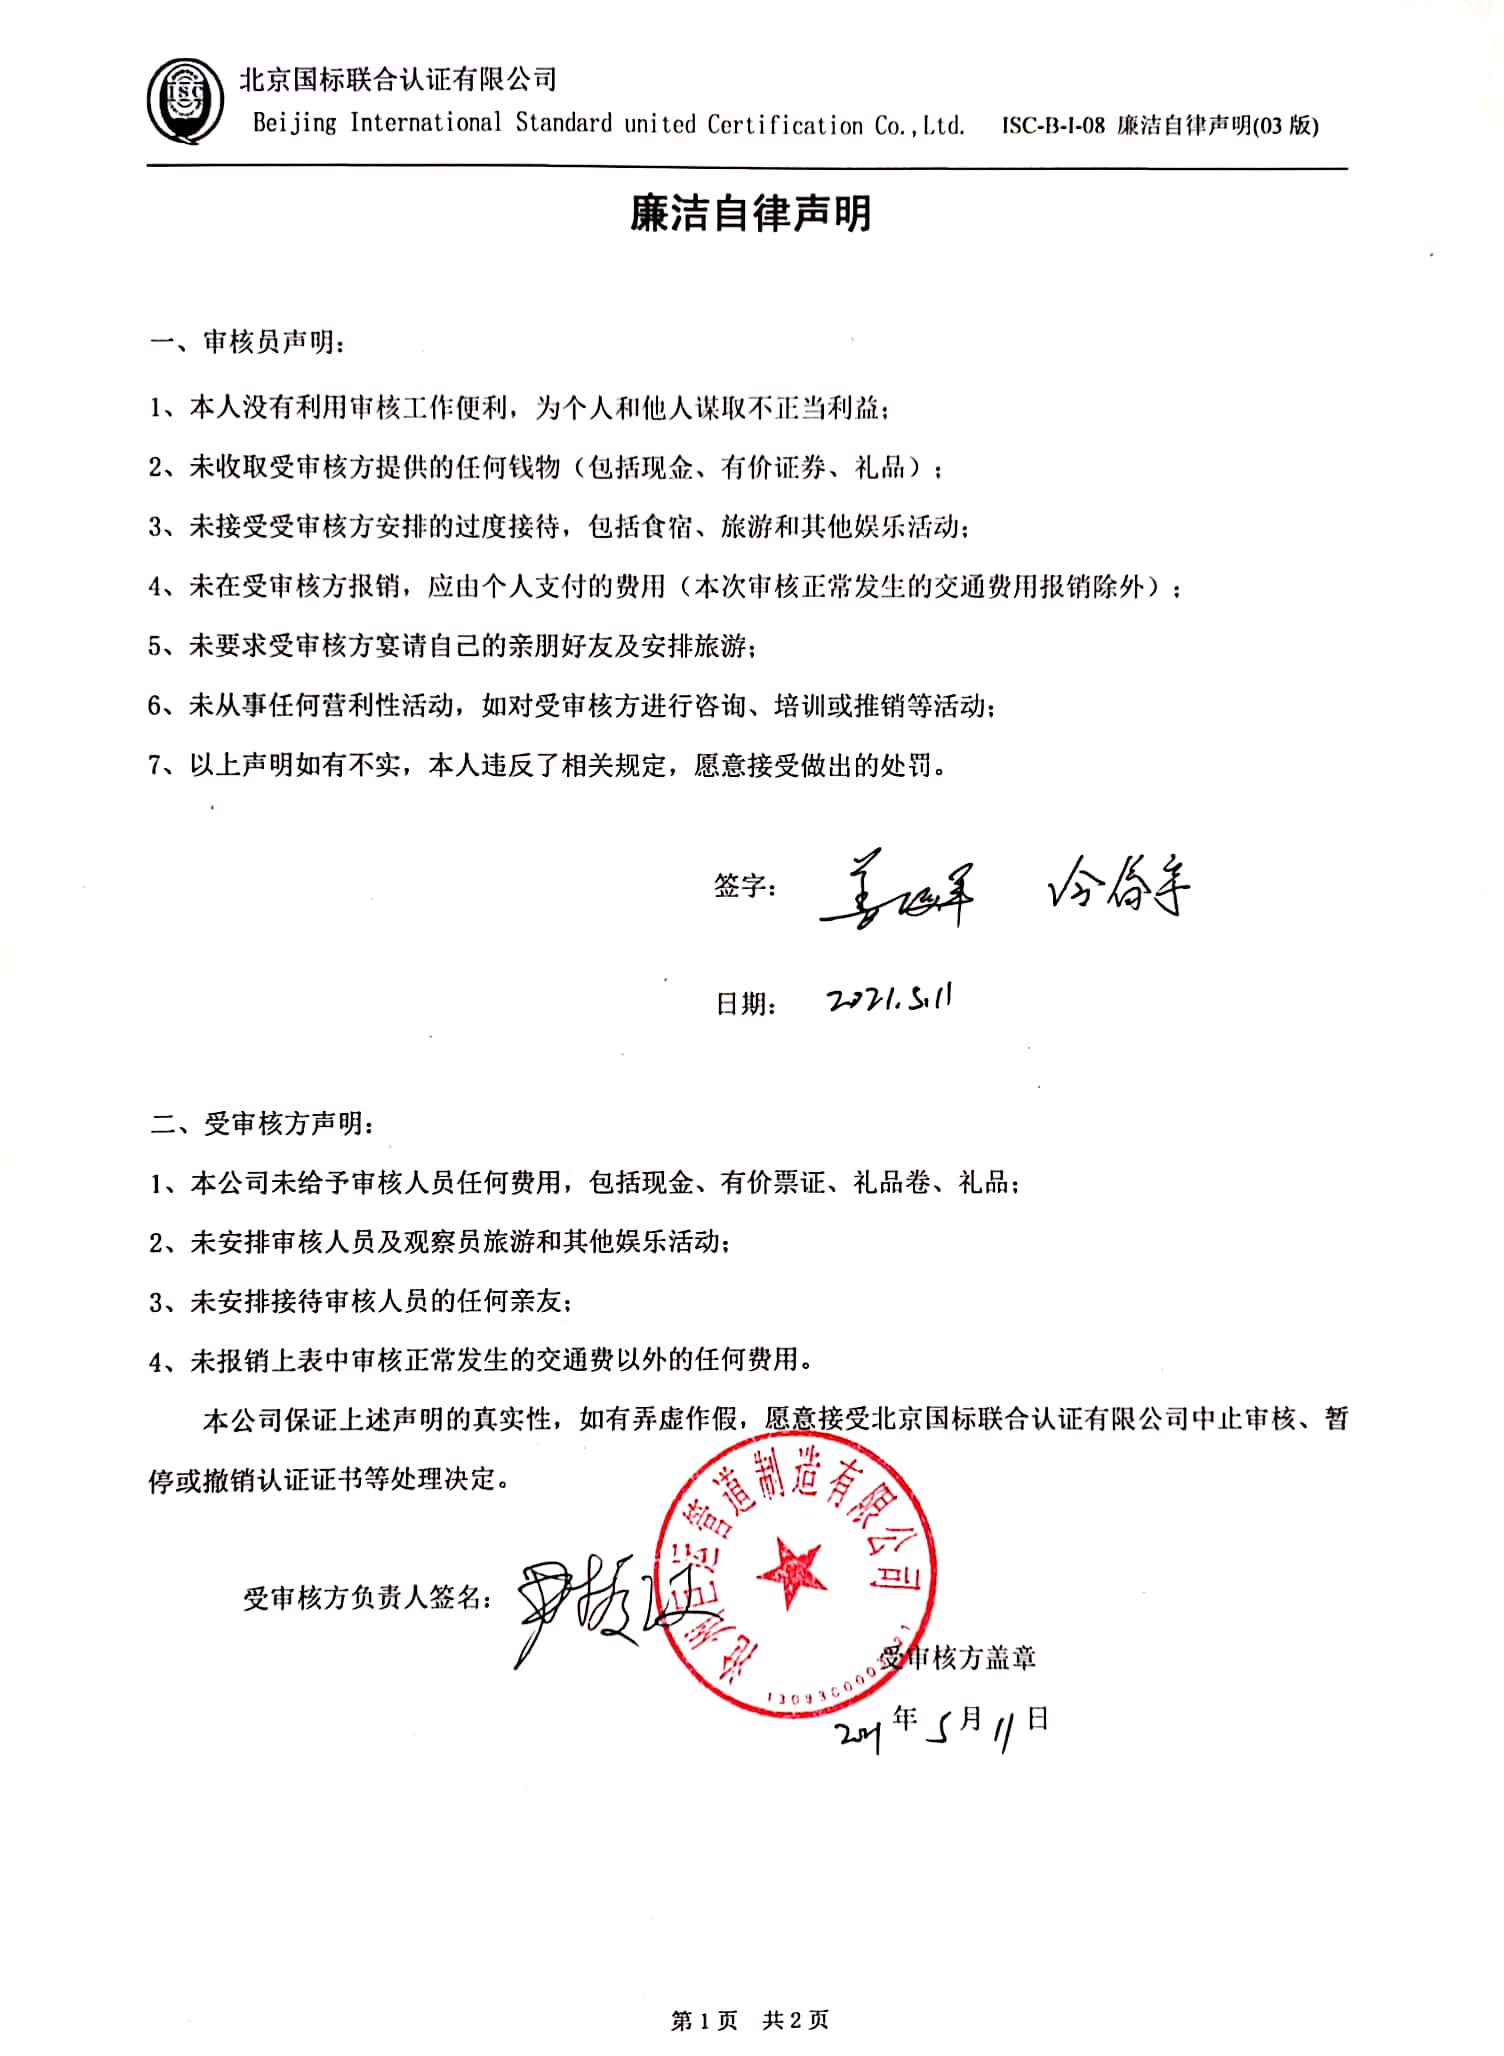 ISC
北京国标联合认证有限公司
Beijing International Standard united Certification Co.,Ltd. ISC-B-I-08 廉洁自律声明(03版)
廉洁自律声明
一、审核员声明：
1、本人没有利用审核工作便利，为个人和他人谋取不正当利益；
2、未收取受审核方提供的任何钱物（包括现金、有价证券、礼品）；
3、未接受受审核方安排的过度接待，包括食宿、旅游和其他娱乐活动；
4、未在受审核方报销，应由个人支付的费用（本次审核正常发生的交通费用报销除外）；
5、未要求受审核方宴请自己的亲朋好友及安排旅游；
6、未从事任何营利性活动，如对受审核方进行咨询、培训或推销等活动；
7、以上声明如有不实，本人违反了相关规定，愿意接受做出的处罚。
签字：
日期： 2021.5.11
二、受审核方声明：
1、本公司未给予审核人员任何费用，包括现金、有价票证、礼品卷、礼品；
2、未安排审核人员及观察员旅游和其他娱乐活动；
3、未安排接待审核人员的任何亲友；
4、未报销上表中审核正常发生的交通费以外的任何费用。
本公司保证上述声明的真实性，如有弄虚作假，愿意接受北京国标联合认证有限公司中止审核、暂
停或撤销认证证书等处理决定。
沧州巨运管道制造有限公司
受审核方负责人签名：
受审核方盖章
2021年5月11日
第1页 共2页